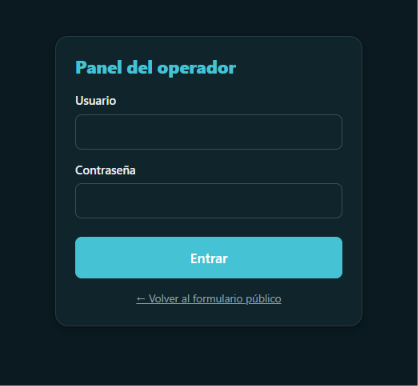 Panel del operador
Usuario
Contraseña
Entrar
← Volver al formulario público